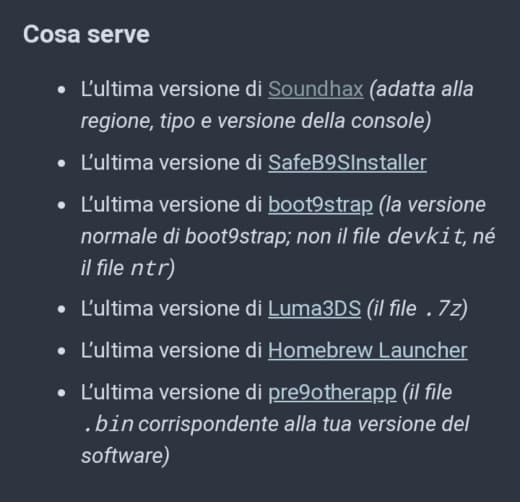 Cosa serve
• L’ultima versione di Soundhax (adatta alla
regione, tipo e versione della console)
• L’ultima versione di SafeB9SInstaller
• L’ultima versione di boot9strap (la versione
normale di boot9strap; non il file devkit, né
il file ntr)
• L’ultima versione di Luma3DS (il file .7z)
• L’ultima versione di Homebrew Launcher
• L’ultima versione di pre9otherapp (il file
.bin corrispondente alla tua versione del
software)